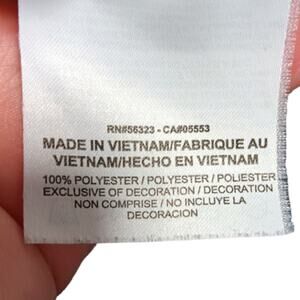 RN#56323 - CA#05553
MADE IN VIETNAM/FABRIQUE AU
VIETNAM/HECHO EN VIETNAM
100% POLYESTER / POLYESTER / POLIESTER
EXCLUSIVE OF DECORATION / DECORATION
NON COMPRISE / NO INCLUYE LA
DECORACION